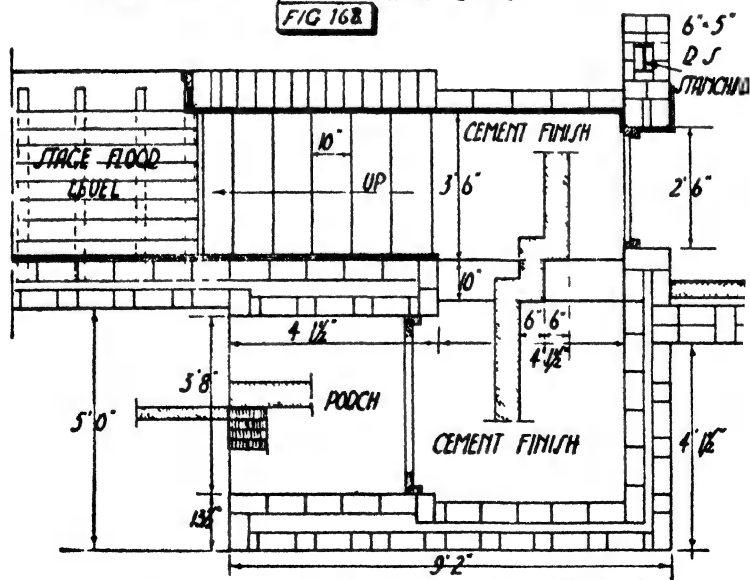 FIG 168
6"×5"
R S
STANCHION
CEMENT FINISH
STAGE FLOOR
LEVEL
10"
UP
3' 6"
2' 6"
10"
4' 1½"
6" 6"
4' 1½"
3' 8"
PORCH
5' 0"
CEMENT FINISH
4' 1½"
13½"
9' 2"